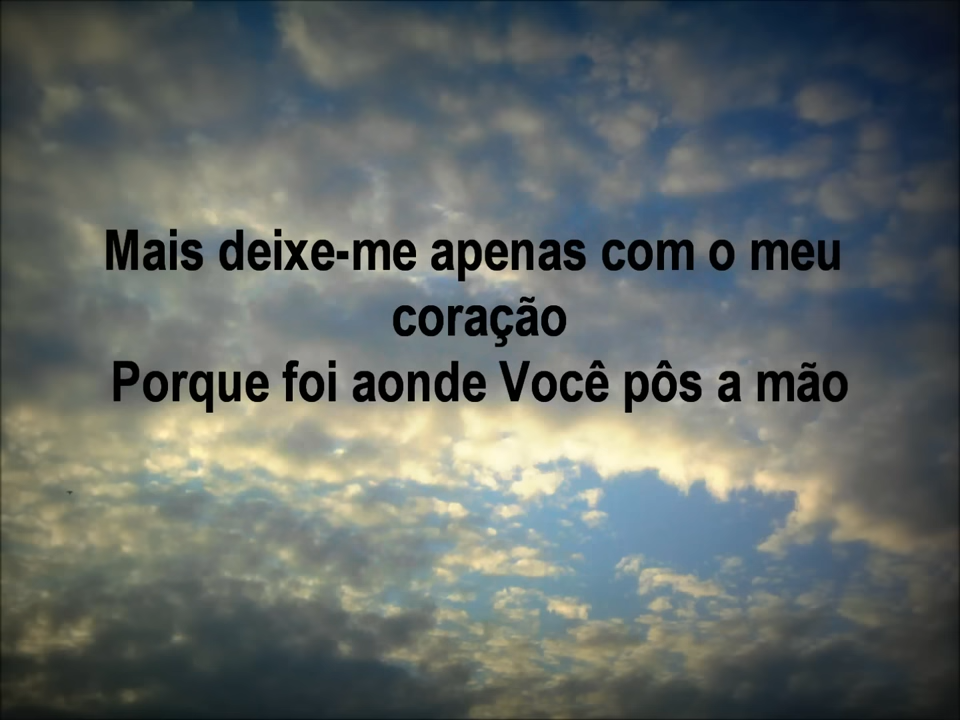 Mais deixe-me apenas com o meu
coração
Porque foi aonde Você pôs a mão